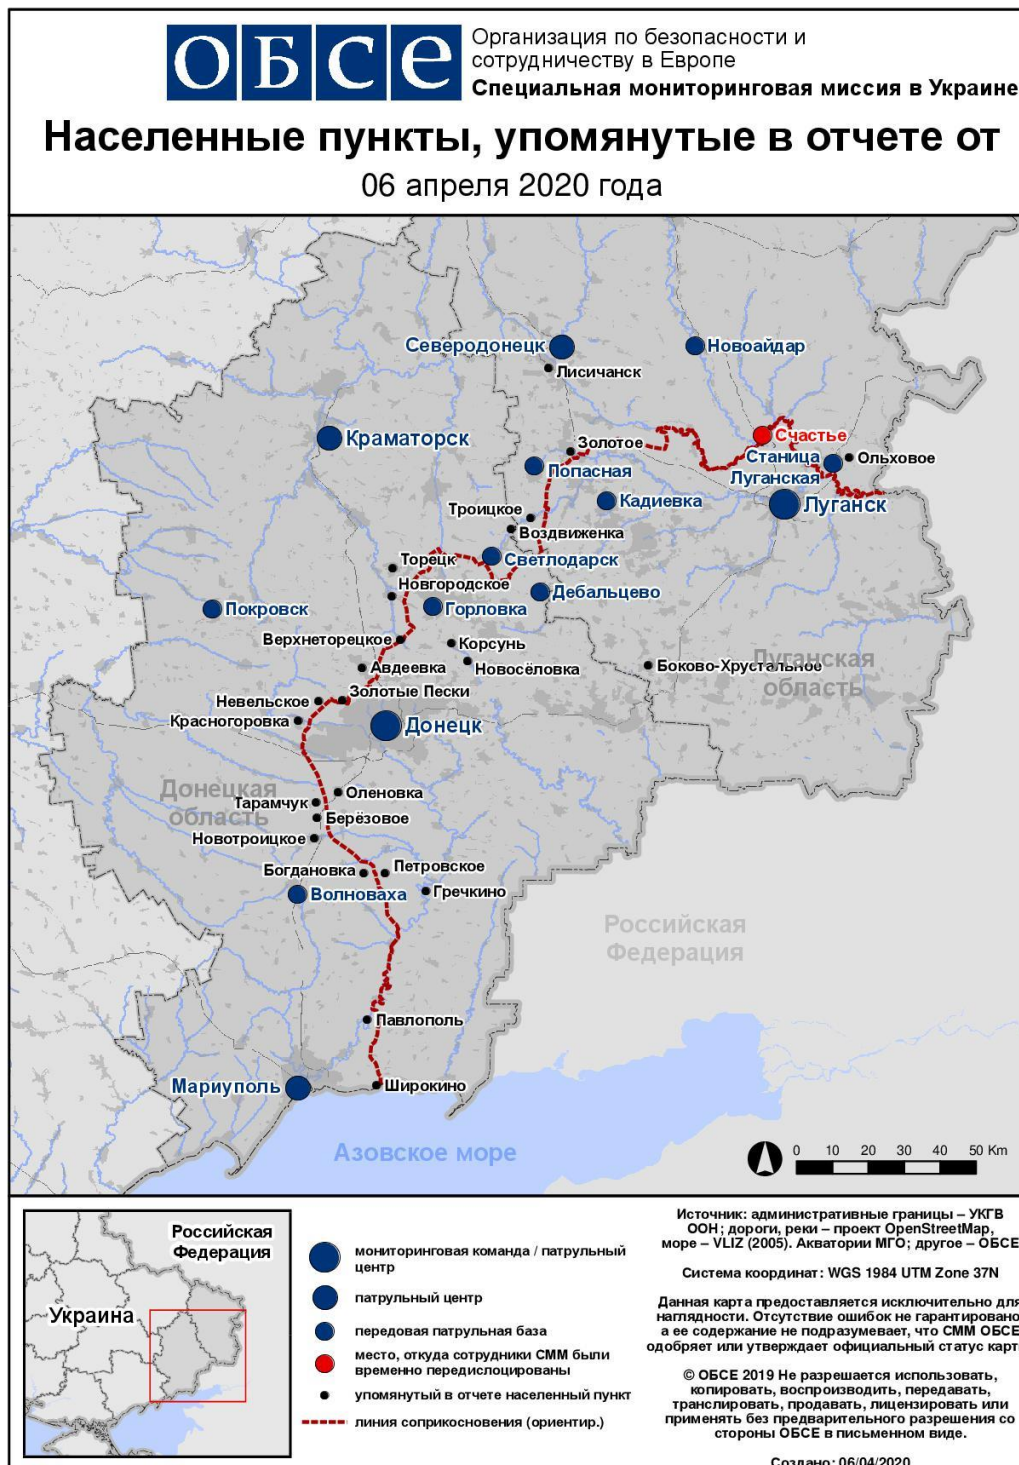 ОБСЕ
Организация по безопасности и
сотрудничеству в Европе
Специальная мониторинговая миссия в Украине
Населенные пункты, упомянутые в отчете от
06 апреля 2020 года
Северодонецк
Новоайдар
Лисичанск
Краматорск
Золотое
Счастье
Станица
Луганская
Ольховое
Попасная
Кадиевка
Луганск
Троицкое
Воздвиженка
Торецк
Светлодарск
Новгородское
Дебальцево
Покровск
Горловка
Верхнеторецкое
Корсунь
Авдеевка
Новосёловка
Боково-Хрустальное
Луганская
область
Невельское
Золотые Пески
Красногоровка
Донецк
Донецкая
область
Оленовка
Тарамчук
Берёзовое
Новотроицкое
Богдановка
Петровское
Волноваха
Гречкино
Российская
Федерация
Павлополь
Мариуполь
Широкино
Азовское море
0 10 20 30 40 50 Km
Российская
Федерация
Украина
мониторинговая команда / патрульный
центр
патрульный центр
передовая патрульная база
место, откуда сотрудники СММ были
временно передислоцированы
упомянутый в отчете населенный пункт
линия соприкосновения (ориентир.)
Источник: административные границы – УКГВ
ООН; дороги, реки – проект OpenStreetMap,
море – VLIZ (2005). Акватории МГО; другое – ОБСЕ
Система координат: WGS 1984 UTM Zone 37N
Данная карта предоставляется исключительно для
наглядности. Отсутствие ошибок не гарантировано
а ее содержание не подразумевает, что СММ ОБСЕ
одобряет или утверждает официальный статус карт
© ОБСЕ 2019 Не разрешается использовать,
копировать, воспроизводить, передавать,
транслировать, продавать, лицензировать или
применять без предварительного разрешения со
стороны ОБСЕ в письменном виде.
Создано: 06/04/2020